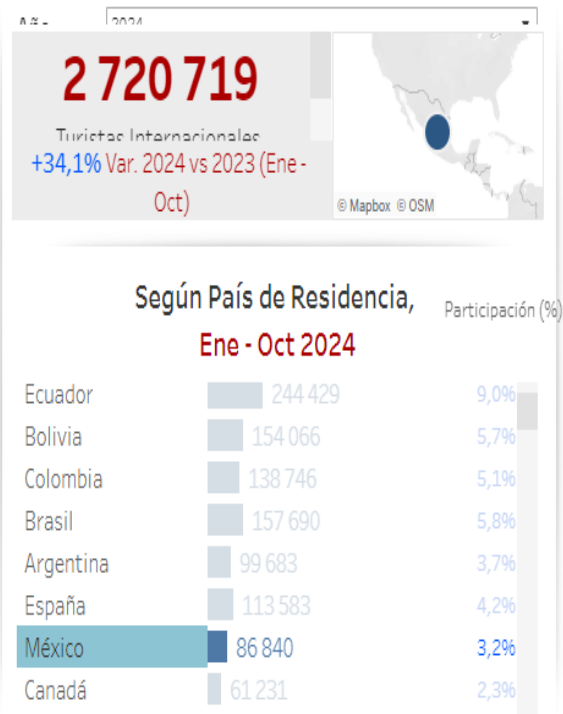 Año 2024
2 720 719
Turistas Internacionales
+34,1% Var. 2024 vs 2023 (Ene -
Oct)
© Mapbox © OSM
Según País de Residencia,
Ene - Oct 2024
Participación (%)
Ecuador 244 429 9,0%
Bolivia 154 066 5,7%
Colombia 138 746 5,1%
Brasil 157 690 5,8%
Argentina 99 683 3,7%
España 113 583 4,2%
México 86 840 3,2%
Canadá 61 231 2,3%